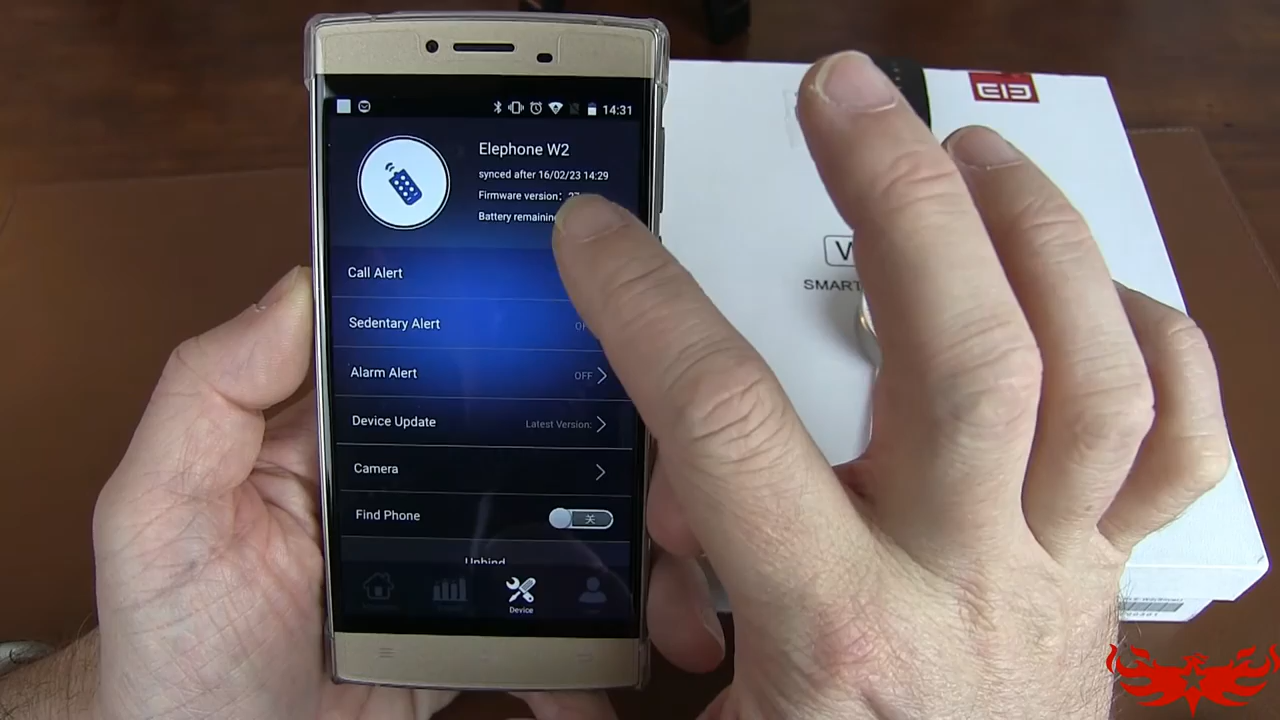 14:31
Elephone W2
synced after 16/02/23 14:29
Firmware version:
Battery
Call Alert
Sedentary Alert
Alarm Alert OFF
Device Update Latest Version:
Camera
Find Phone 关
Unbind
Device
SMART